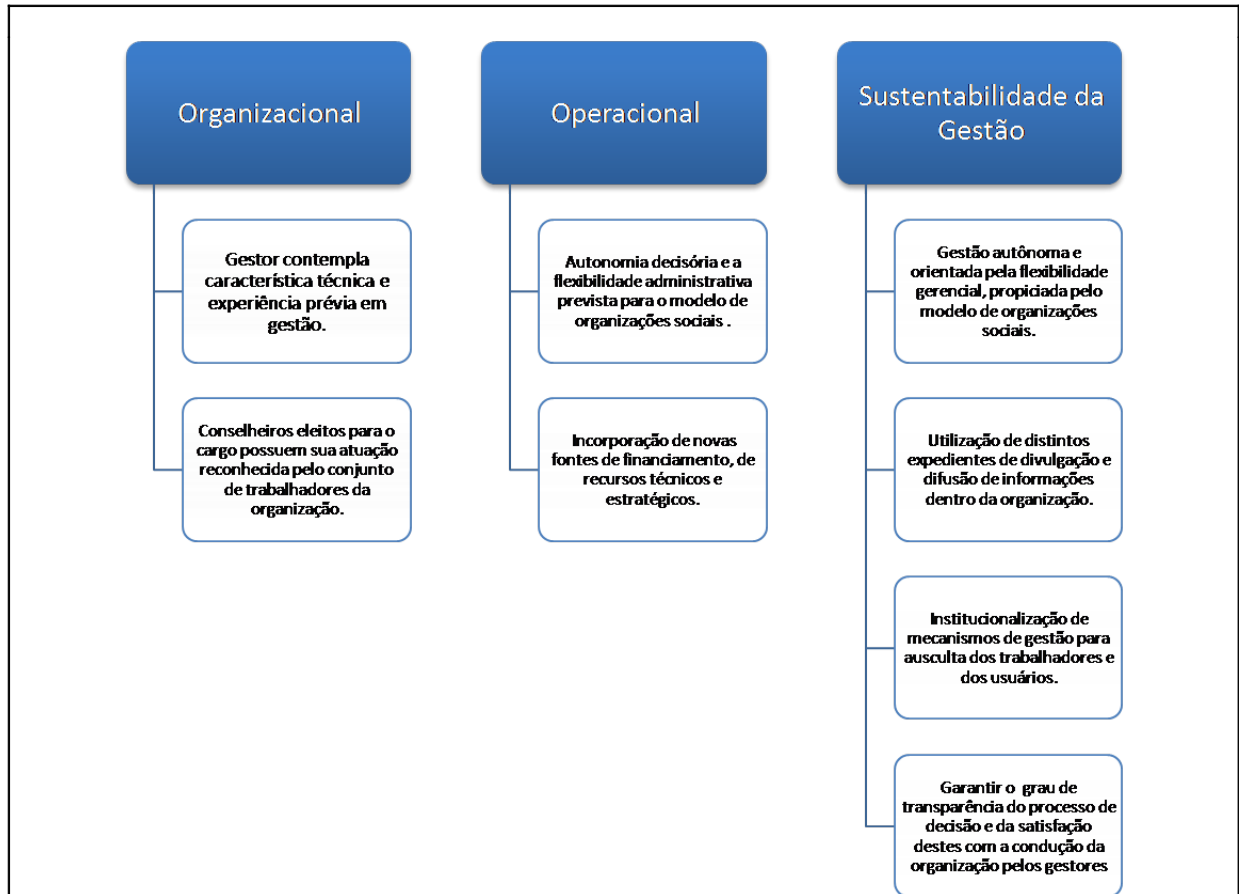 Organizacional
Gestor contempla
característica técnica e
experiência prévia em
gestão.
Conselheiros eleitos para o
cargo possuem sua atuação
reconhecida pelo conjunto
de trabalhadores da
organização.
Operacional
Autonomia decisória e a
flexibilidade administrativa
prevista para o modelo de
organizações sociais .
Incorporação de novas
fontes de financiamento, de
recursos técnicos e
estratégicos.
Sustentabilidade da
Gestão
Gestão autônoma e
orientada pela flexibilidade
gerencial, propiciada pelo
modelo de organizações
sociais.
Utilização de distintos
expedientes de divulgação e
difusão de informações
dentro da organização.
Institucionalização de
mecanismos de gestão para
ausculta dos trabalhadores e
dos usuários.
Garantir o grau de
transparência do processo de
decisão e da satisfação
destes com a condução da
organização pelos gestores